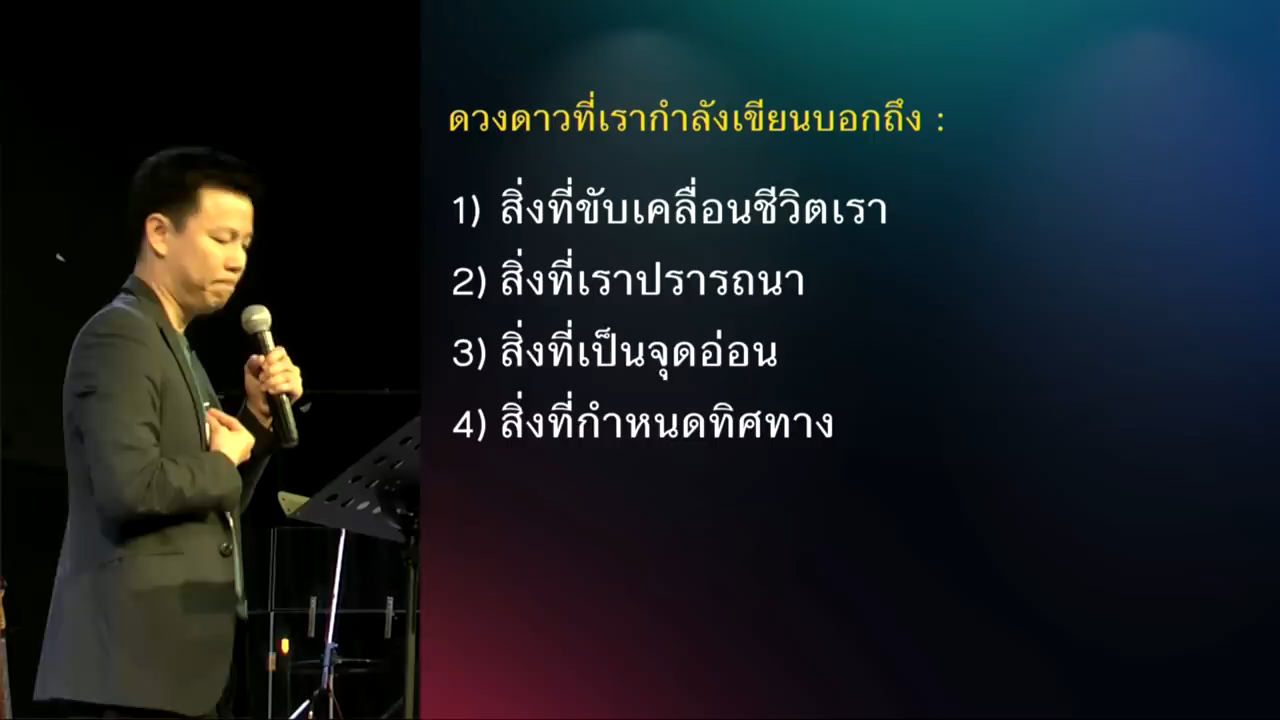 ดวงดาวที่เรากำลังเขียนบอกถึง :
1) สิ่งที่ขับเคลื่อนชีวิตเรา
2) สิ่งที่เราปรารถนา
3) สิ่งที่เป็นจุดอ่อน
4) สิ่งที่กำหนดทิศทาง